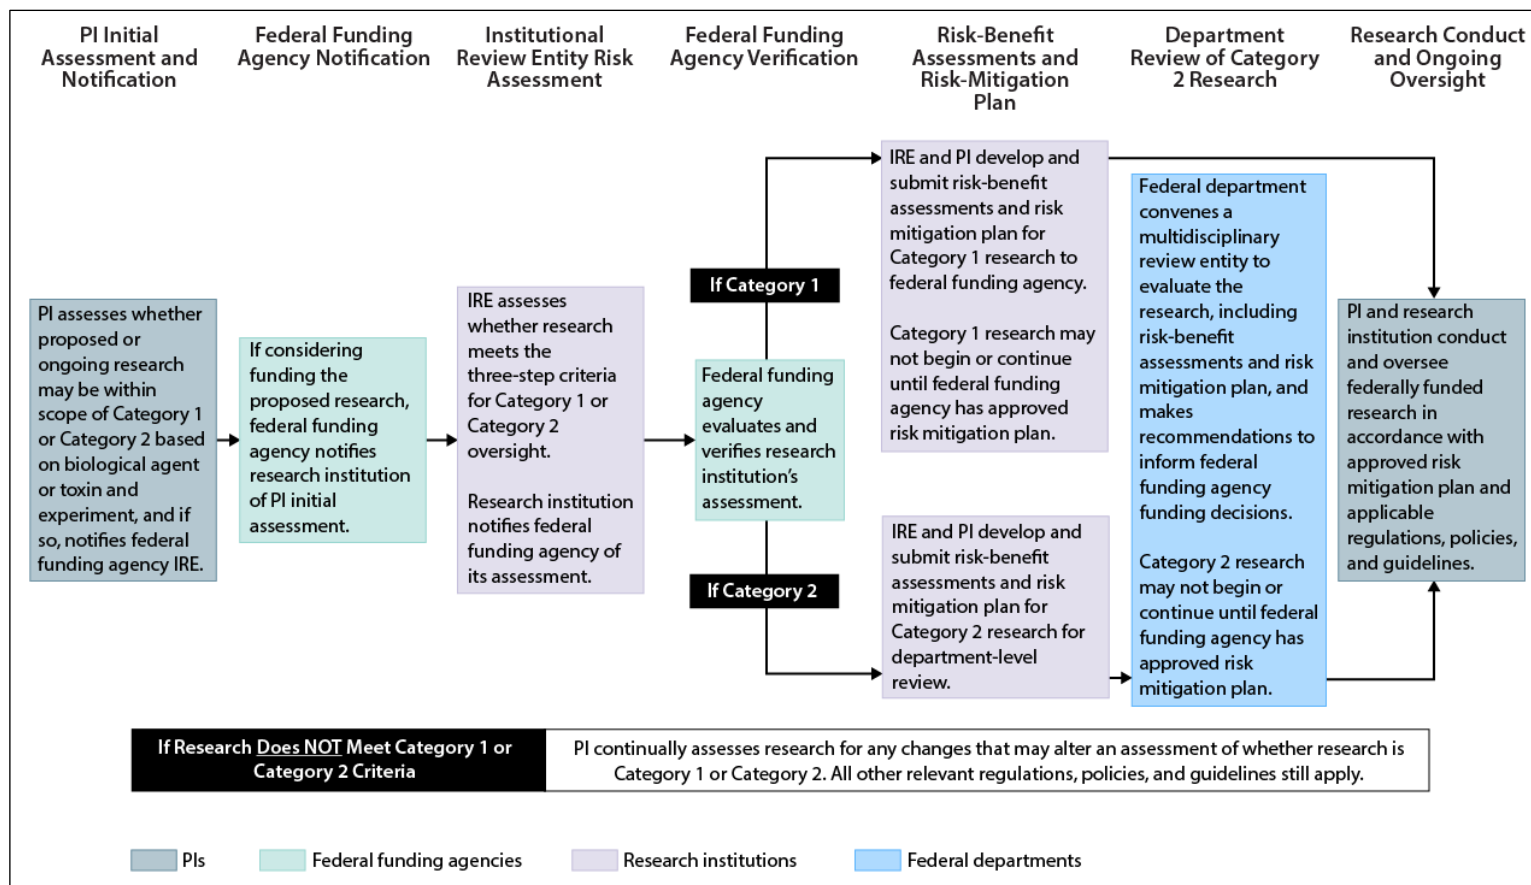 PI Initial
Assessment and
Notification
Federal Funding
Agency Notification
Institutional
Review Entity Risk
Assessment
Federal Funding
Agency Verification
Risk-Benefit
Assessments and
Risk-Mitigation
Plan
Department
Review of Category
2 Research
Research Conduct
and Ongoing
Oversight
PI assesses whether
proposed or
ongoing research
may be within
scope of Category 1
or Category 2 based
on biological agent
or toxin and
experiment, and if
so, notifies federal
funding agency IRE.
If considering
funding the
proposed research,
federal funding
agency notifies
research institution
of PI initial
assessment.
IRE assesses
whether research
meets the
three-step criteria
for Category 1 or
Category 2
oversight.
Research institution
notifies federal
funding agency of
its assessment.
If Category 1
Federal funding
agency
evaluates and
verifies research
institution's
assessment.
If Category 2
IRE and PI develop and
submit risk-benefit
assessments and risk
mitigation plan for
Category 1 research to
federal funding agency.
Category 1 research may
not begin or continue
until federal funding
agency has approved
risk mitigation plan.
IRE and PI develop and
submit risk-benefit
assessments and risk
mitigation plan for
Category 2 research for
department-level
review.
Federal department
convenes a
multidisciplinary
review entity to
evaluate the
research, including
risk-benefit
assessments and risk
mitigation plan, and
makes
recommendations to
inform federal
funding agency
funding decisions.
Category 2 research
may not begin or
continue until federal
funding agency has
approved risk
mitigation plan.
PI and research
institution conduct
and oversee
federally funded
research in
accordance with
approved risk
mitigation plan and
applicable
regulations, policies,
and guidelines.
If Research Does NOT Meet Category 1 or
Category 2 Criteria
PI continually assesses research for any changes that may alter an assessment of whether research is
Category 1 or Category 2. All other relevant regulations, policies, and guidelines still apply.
PIs
Federal funding agencies
Research institutions
Federal departments